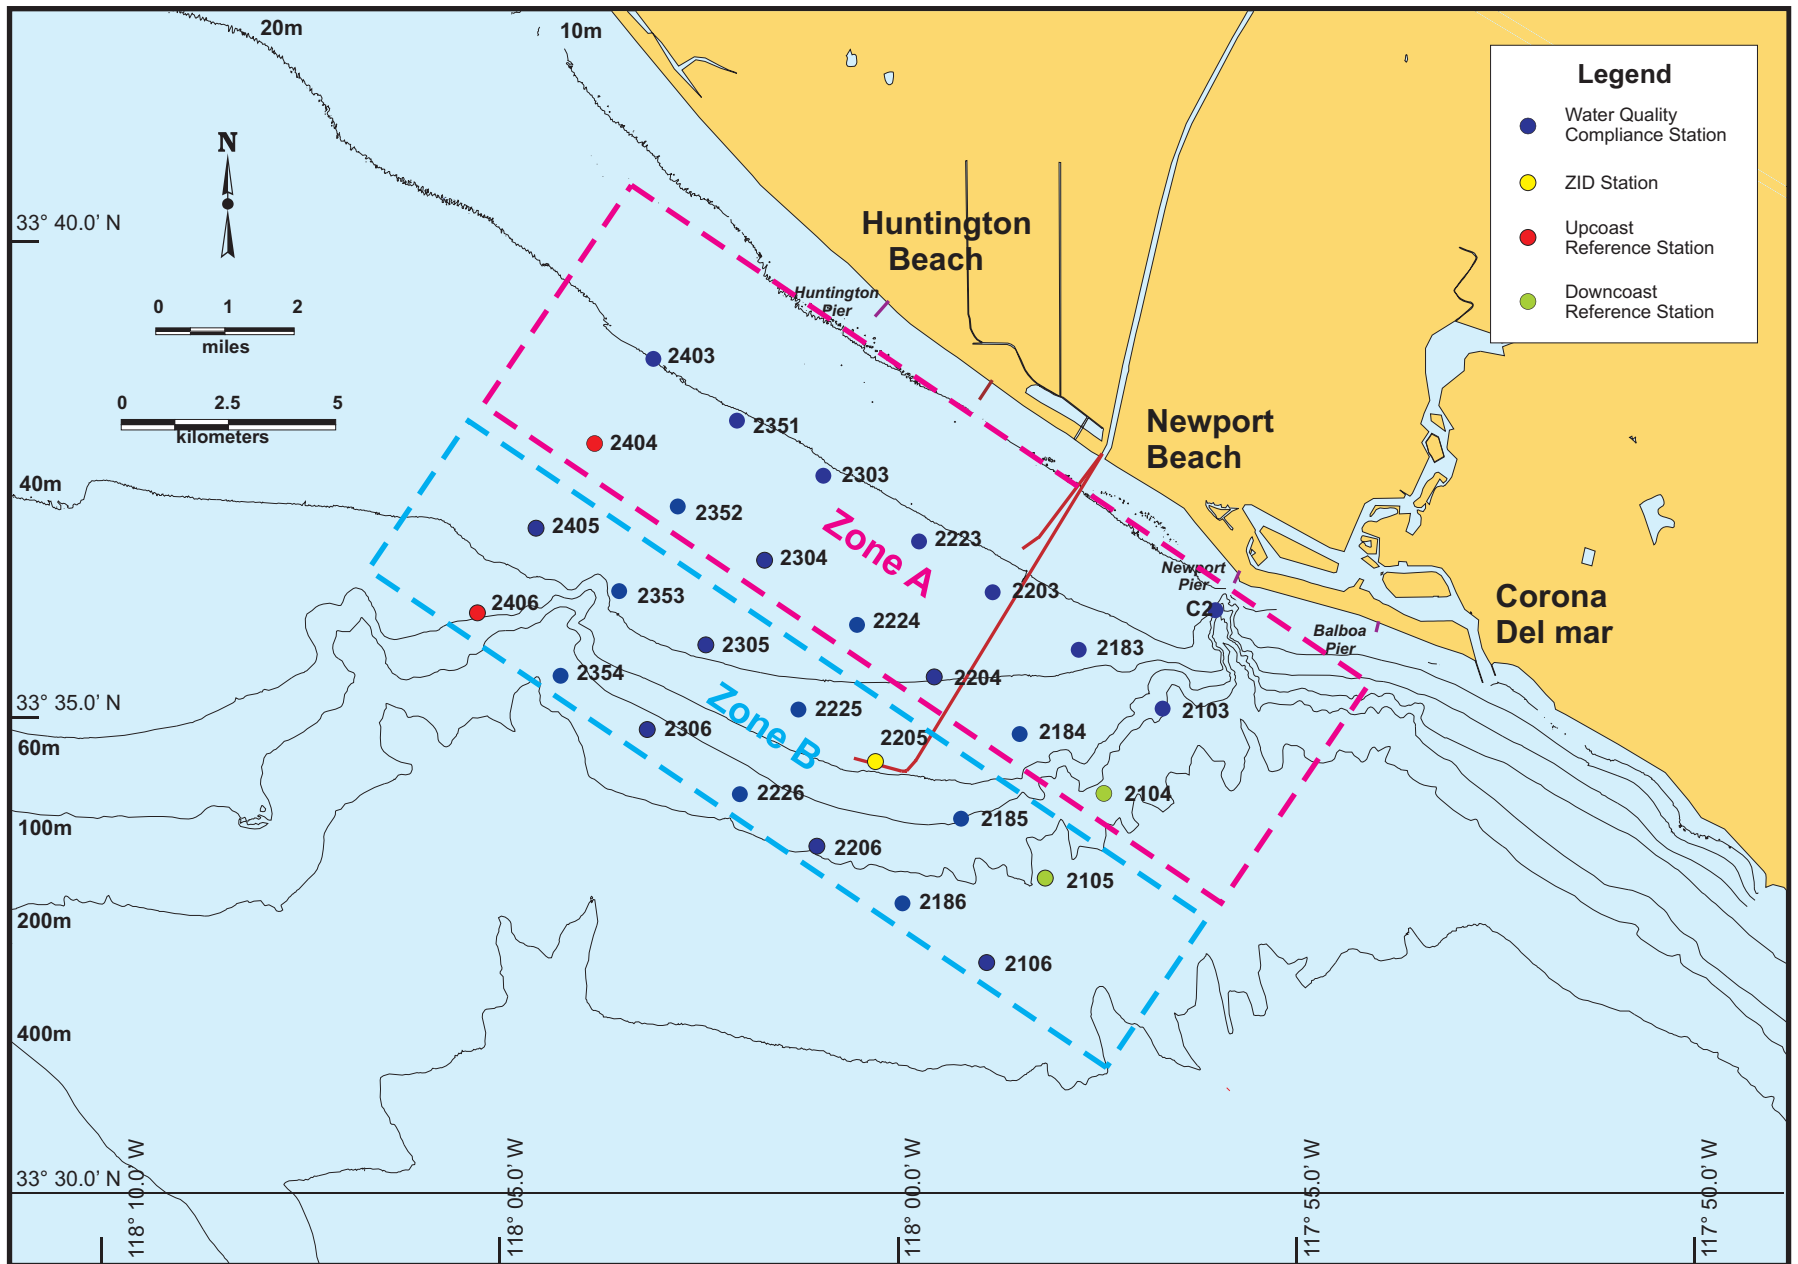 20m
10m
Legend
Water Quality
Compliance Station
ZID Station
Upcoast
Reference Station
Downcoast
Reference Station
N
33° 40.0’ N
0 1 2
miles
0 2.5 5
kilometers
Huntington
Beach
Huntington
Pier
2403
2351
2404
2303
Newport
Beach
40m
2352
2405
2223
2304
Zone A
Newport
Pier
2353
2203
2406
C2
Corona
Del mar
2224
Balboa
Pier
2305
2183
2354
2204
33° 35.0’ N
Zone B
2225
2103
2306
2184
2205
60m
2226
2104
100m
2185
2206
2105
200m
2186
2106
400m
33° 30.0’ N
118° 10.0’ W
118° 05.0’ W
118° 00.0’ W
117° 55.0’ W
117° 50.0’ W